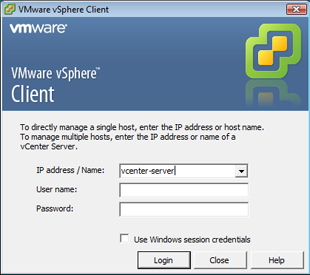 VMware vSphere Client
vmware
VMware vSphere™
Client
To directly manage a single host, enter the IP address or host name.
To manage multiple hosts, enter the IP address or name of a
vCenter Server.
IP address / Name: vcenter-server
User name:
Password:
Use Windows session credentials
Login Close Help